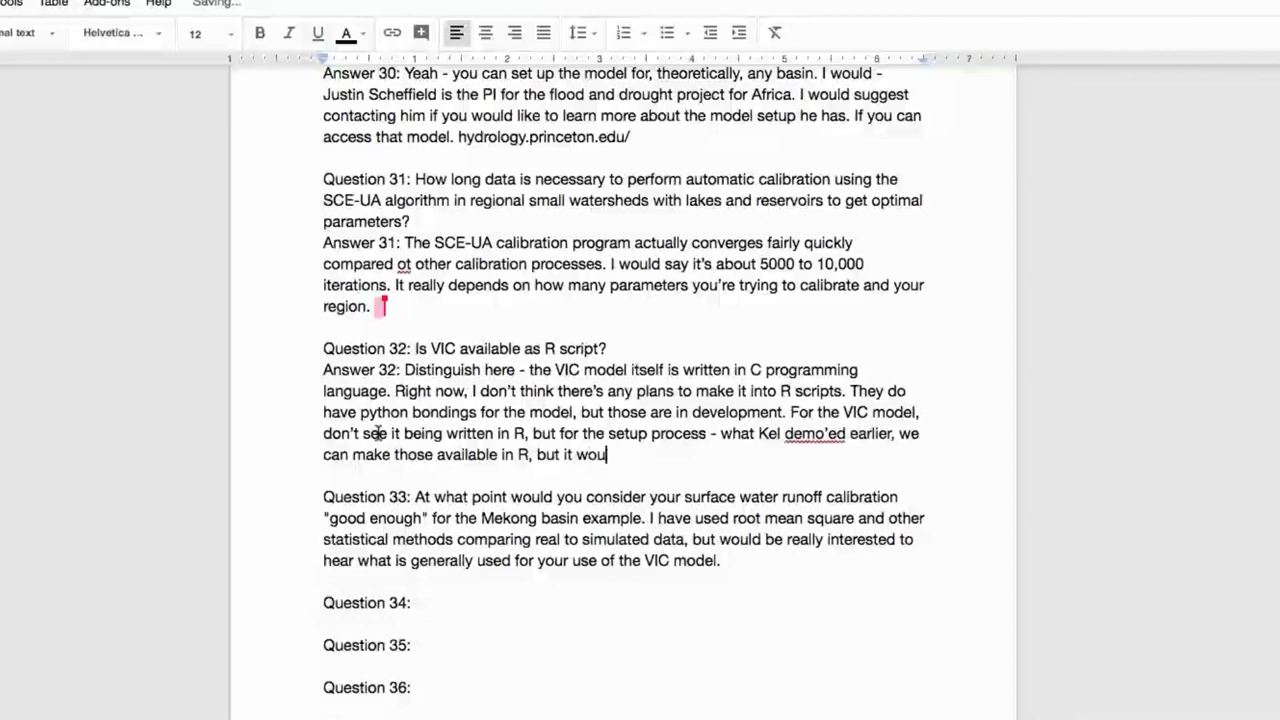 ools Table Add-ons Help Saving...
nal text Helvetica ... 12 B I U A
1 1 2 3 4 5 6 7
Answer 30: Yeah - you can set up the model for, theoretically, any basin. I would -
Justin Scheffield is the PI for the flood and drought project for Africa. I would suggest
contacting him if you would like to learn more about the model setup he has. If you can
access that model. hydrology.princeton.edu/
Question 31: How long data is necessary to perform automatic calibration using the
SCE-UA algorithm in regional small watersheds with lakes and reservoirs to get optimal
parameters?
Answer 31: The SCE-UA calibration program actually converges fairly quickly
compared ot other calibration processes. I would say it's about 5000 to 10,000
iterations. It really depends on how many parameters you're trying to calibrate and your
region.
Question 32: Is VIC available as R script?
Answer 32: Distinguish here - the VIC model itself is written in C programming
language. Right now, I don't think there's any plans to make it into R scripts. They do
have python bondings for the model, but those are in development. For the VIC model,
don't see it being written in R, but for the setup process - what Kel demo'ed earlier, we
can make those available in R, but it wou
Question 33: At what point would you consider your surface water runoff calibration
"good enough" for the Mekong basin example. I have used root mean square and other
statistical methods comparing real to simulated data, but would be really interested to
hear what is generally used for your use of the VIC model.
Question 34:
Question 35:
Question 36: